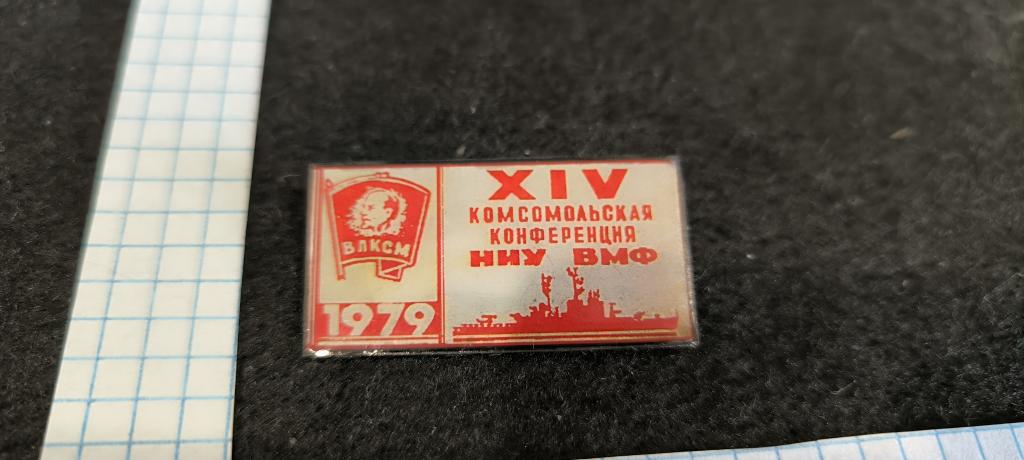 ВЛКСМ
1979
XIV
КОМСОМОЛЬСКАЯ
КОНФЕРЕНЦИЯ
НИУ ВМФ